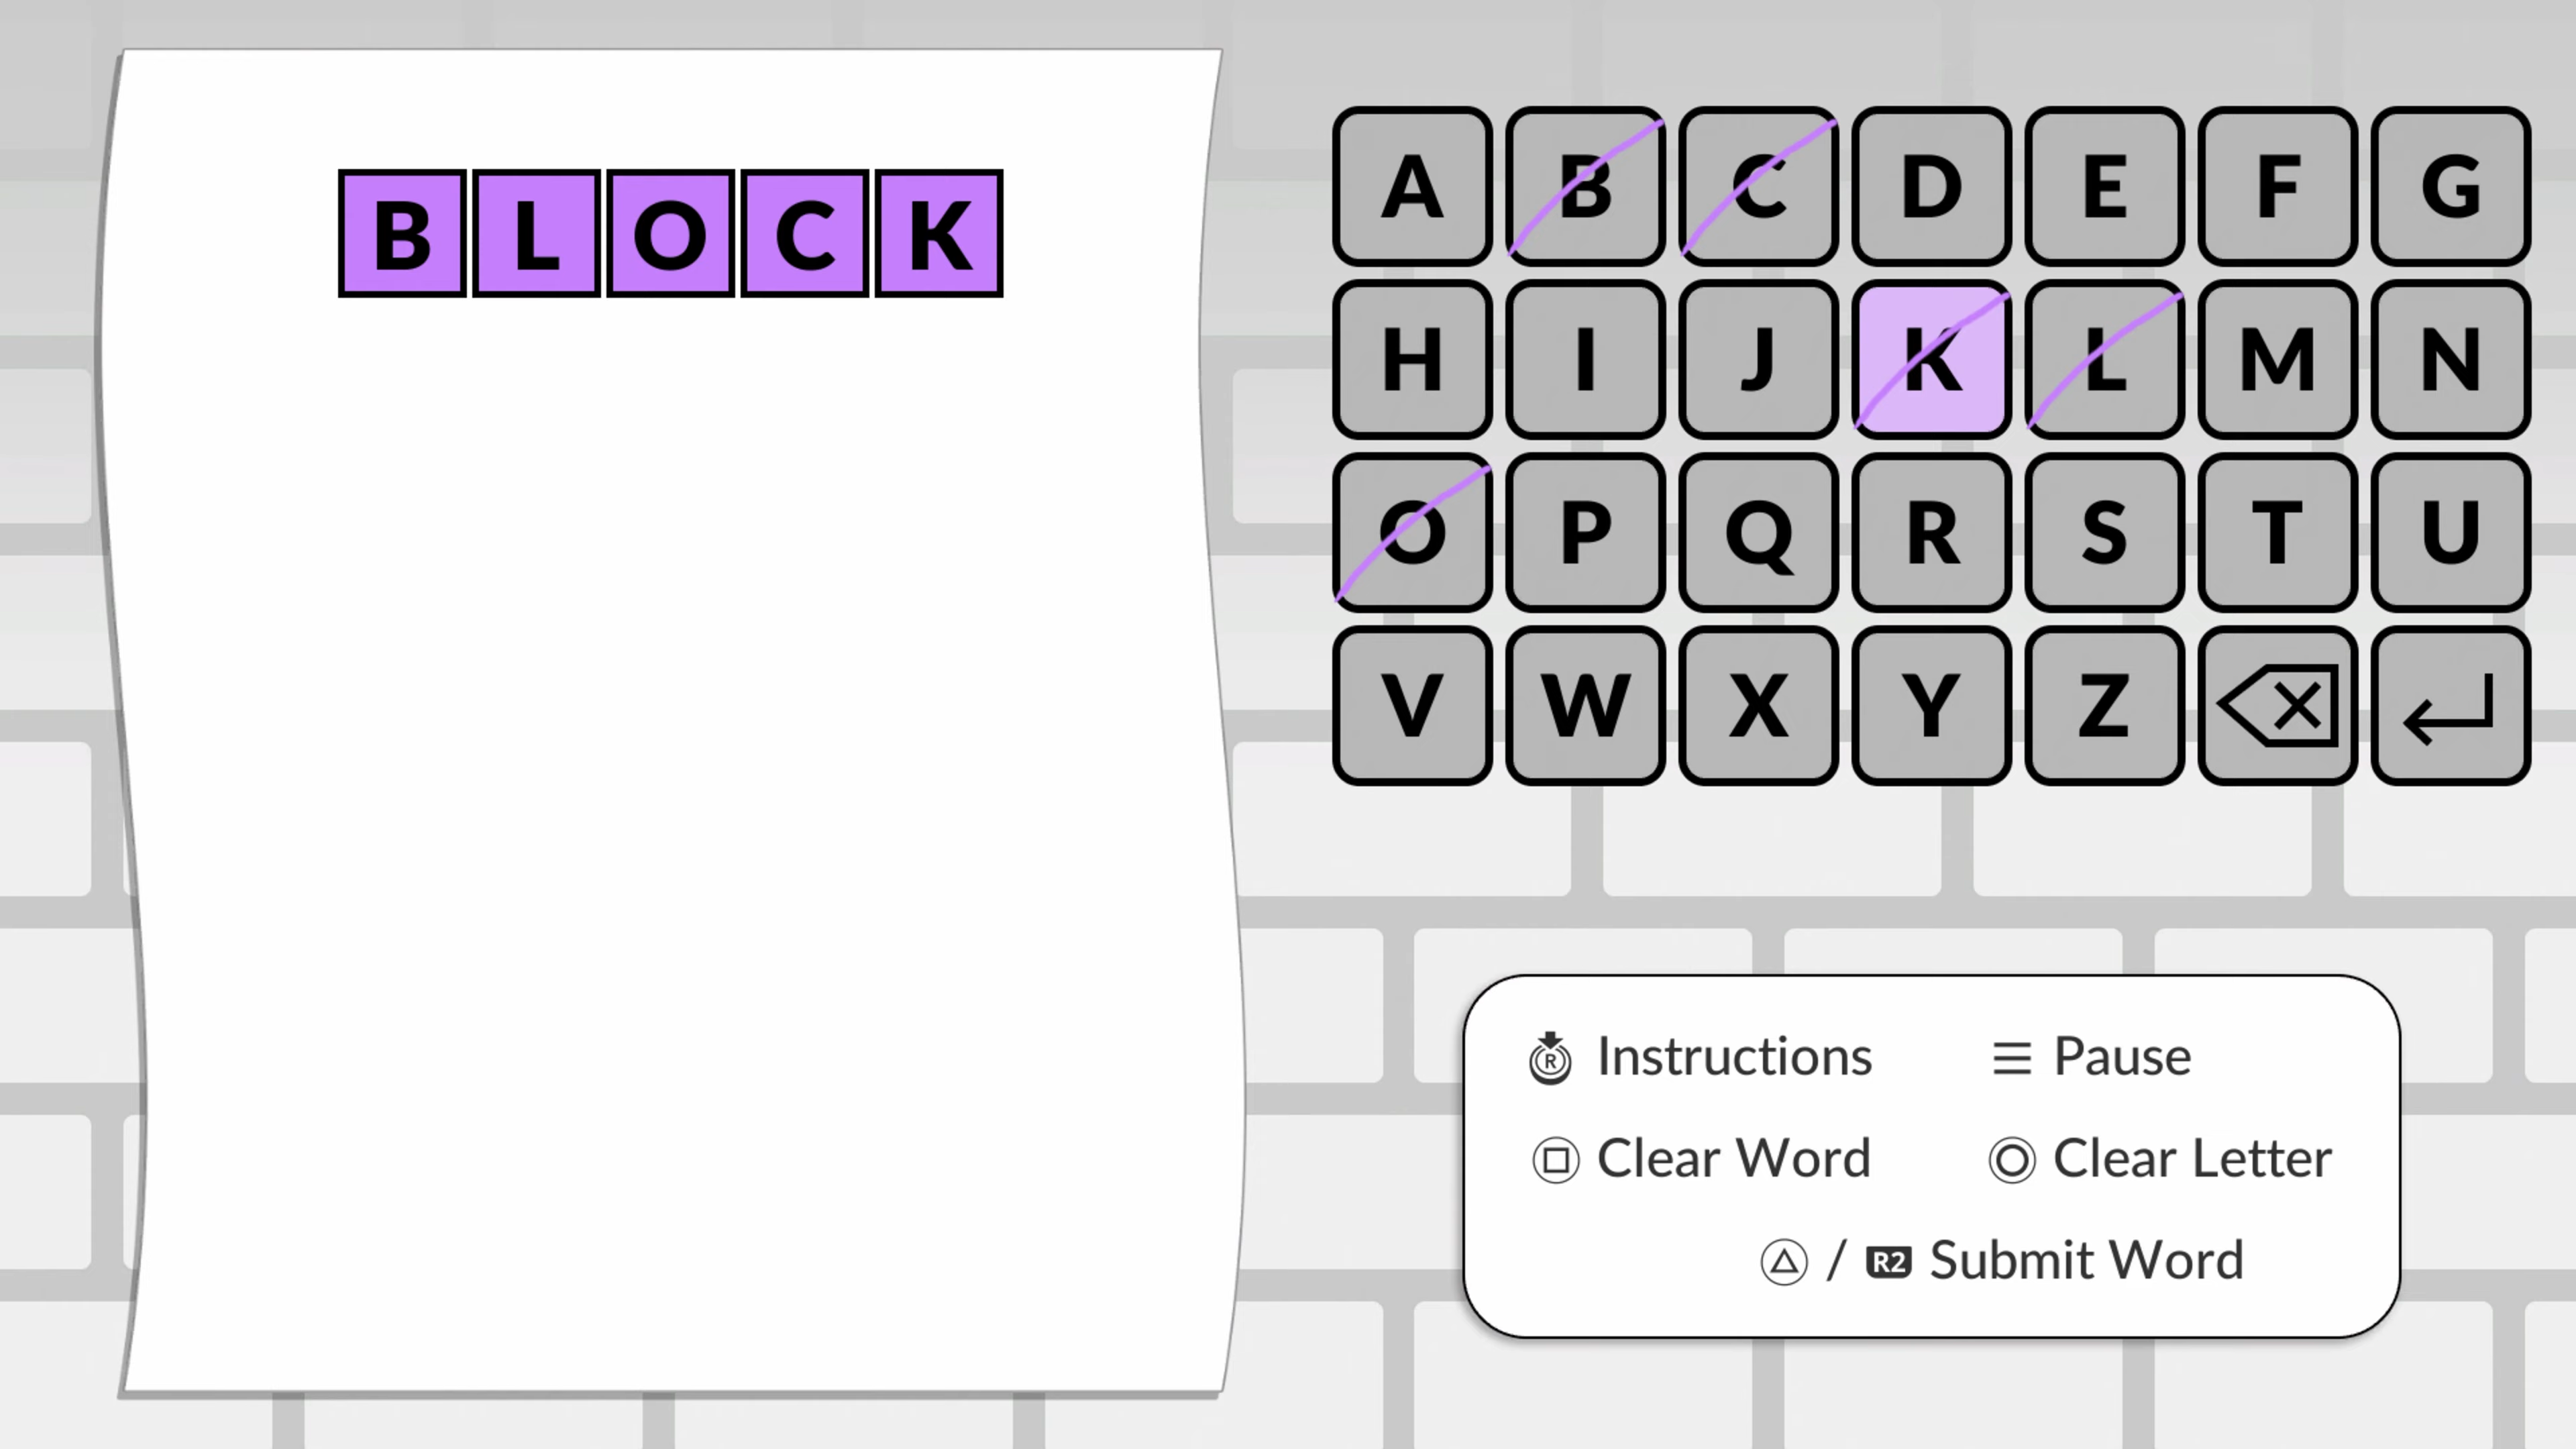 BLOCK
A B C D E F G
H I J K L M N
O P Q R S T U
V W X Y Z
R Instructions
Pause
Clear Word
Clear Letter
/ R2 Submit Word